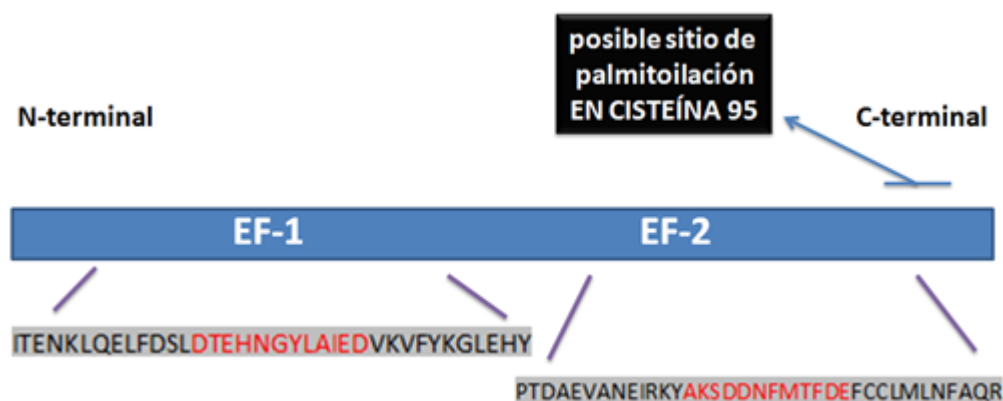 posible sitio de
palmitoilación
EN CISTEÍNA 95
N-terminal
C-terminal
EF-1
EF-2
ITENKLQELFDSLDTEHNGYLAIEDVKVFYKGLEHY
PTDAEVANEIRKYAKSDDNFMTFDEFCCLMLNFAQR